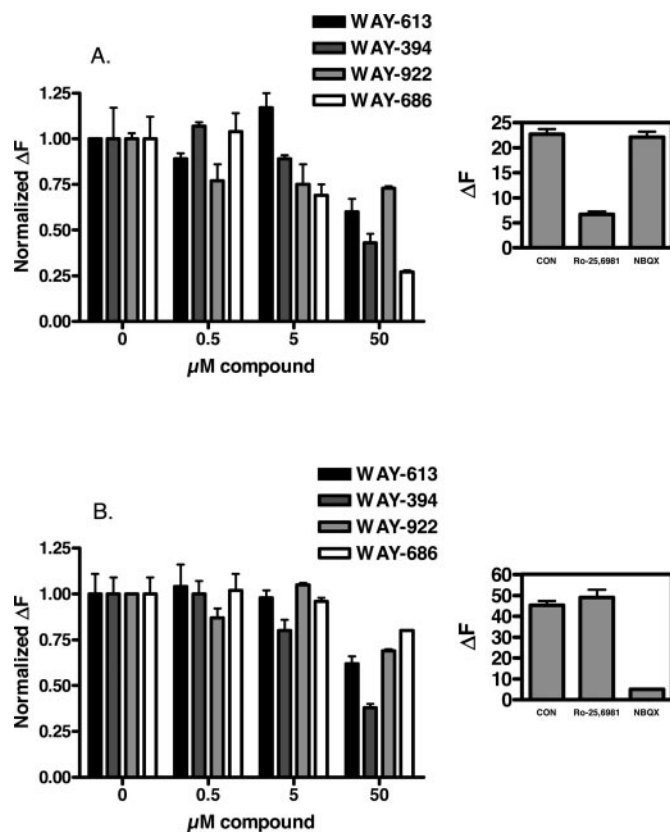 A.
WAY-613
WAY-394
WAY-922
WAY-686
Normalized ΔF
1.25
1.00
0.75
0.50
0.25
0.00
0 0.5 5 50
µM compound
ΔF
25
20
15
10
5
0
CON Ro-25,6981 NBQX
B.
WAY-613
WAY-394
WAY-922
WAY-686
Normalized ΔF
1.25
1.00
0.75
0.50
0.25
0.00
0 0.5 5 50
µM compound
ΔF
60
50
40
30
20
10
0
CON Ro-25,6981 NBQX